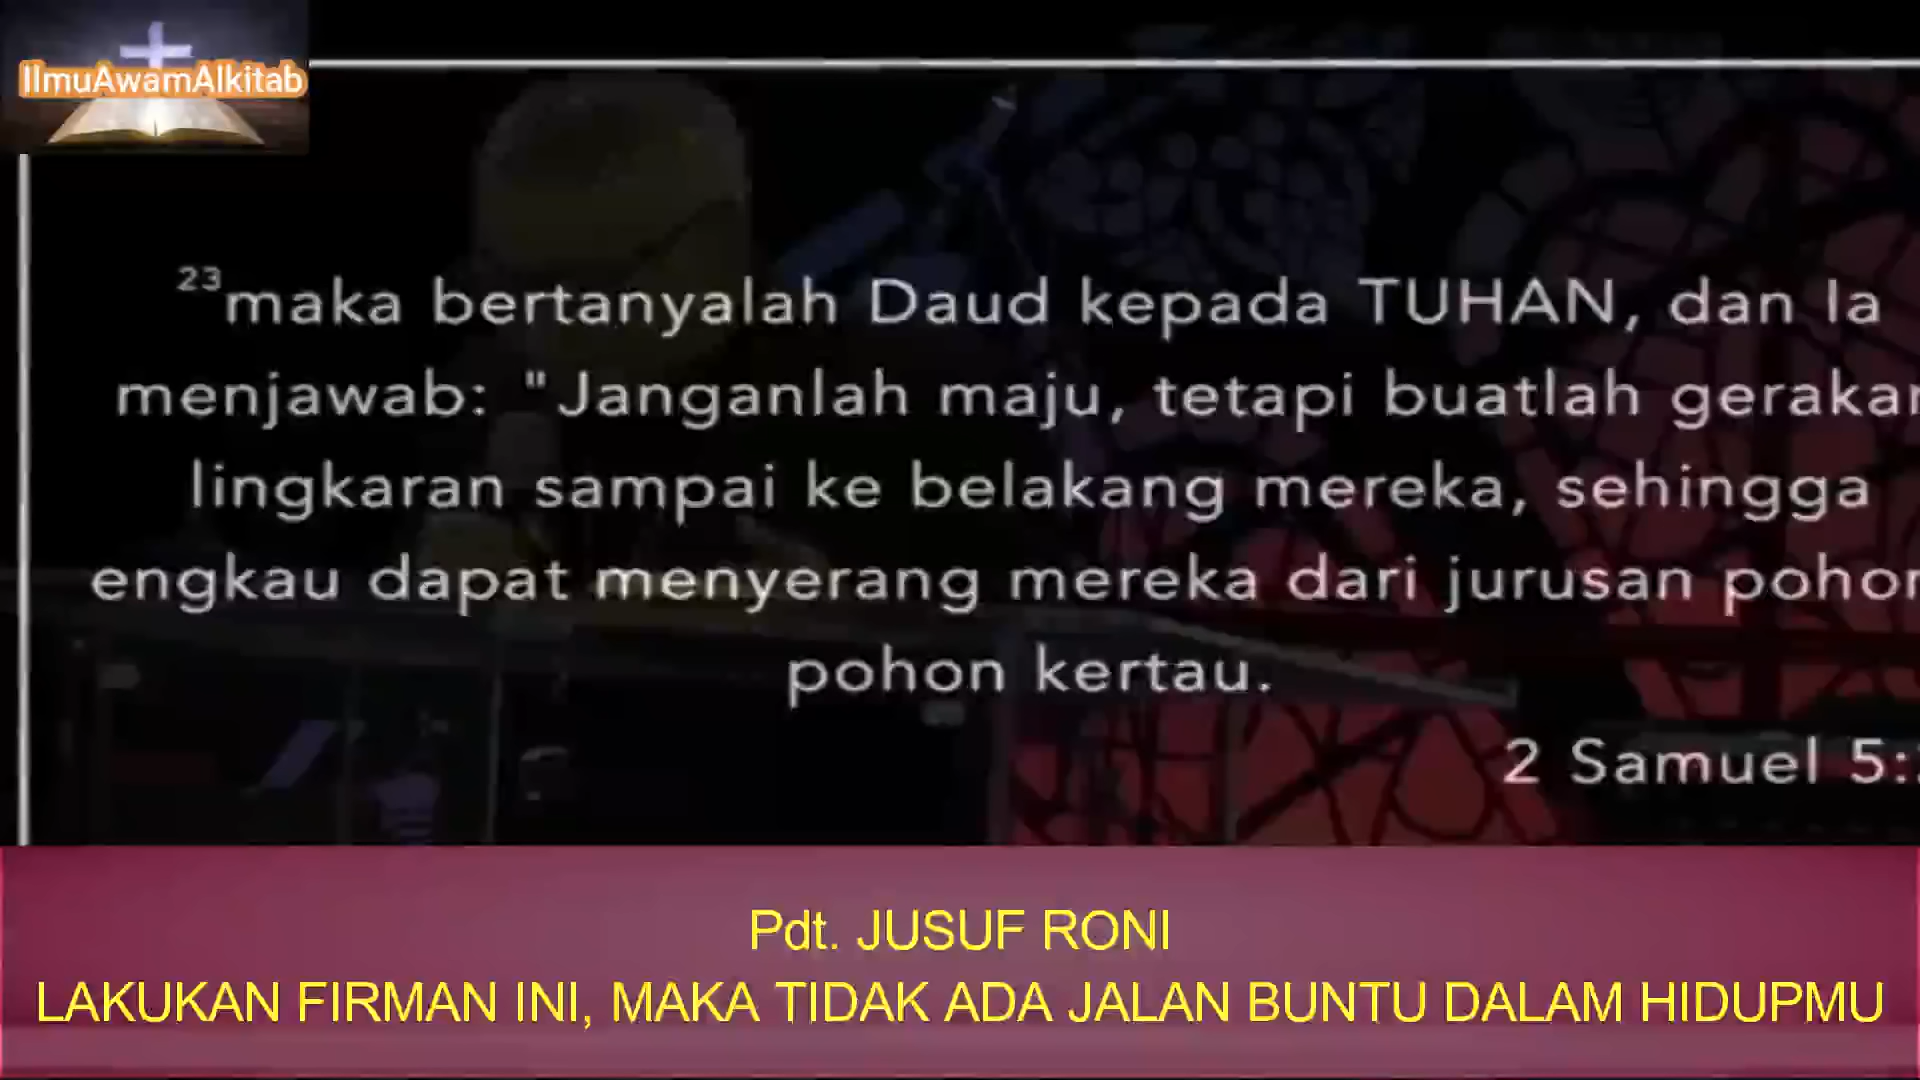 IlmuAwamAlkitab
23 maka bertanyalah Daud kepada TUHAN, dan Ia
menjawab: "Janganlah maju, tetapi buatlah gerakan
lingkaran sampai ke belakang mereka, sehingga
engkau dapat menyerang mereka dari jurusan pohon
pohon kertau.
2 Samuel 5:
Pdt. JUSUF RONI
LAKUKAN FIRMAN INI, MAKA TIDAK ADA JALAN BUNTU DALAM HIDUPMU